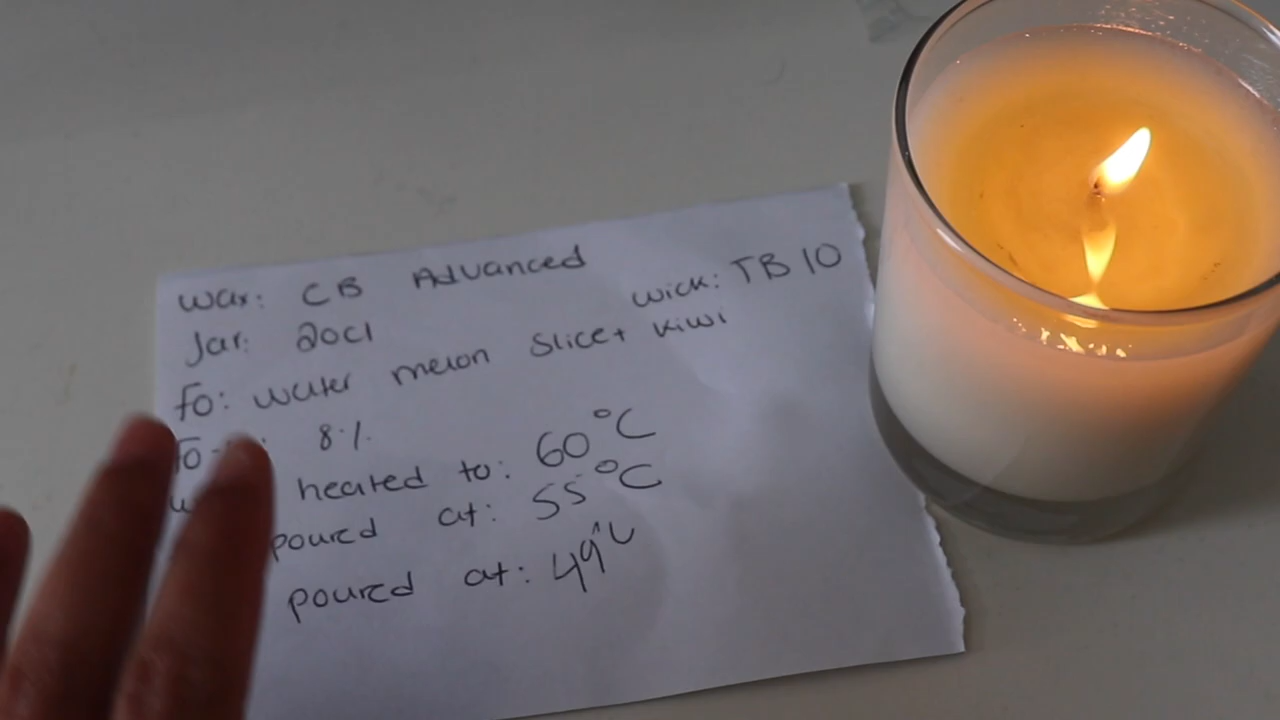 Wax: CB Advanced
Jar: 20cl
wick: TB 10
fo: water melon Slice + kiwi
fo 8%
heated to: 60°C
poured at: 55°C
poured at: 49°C